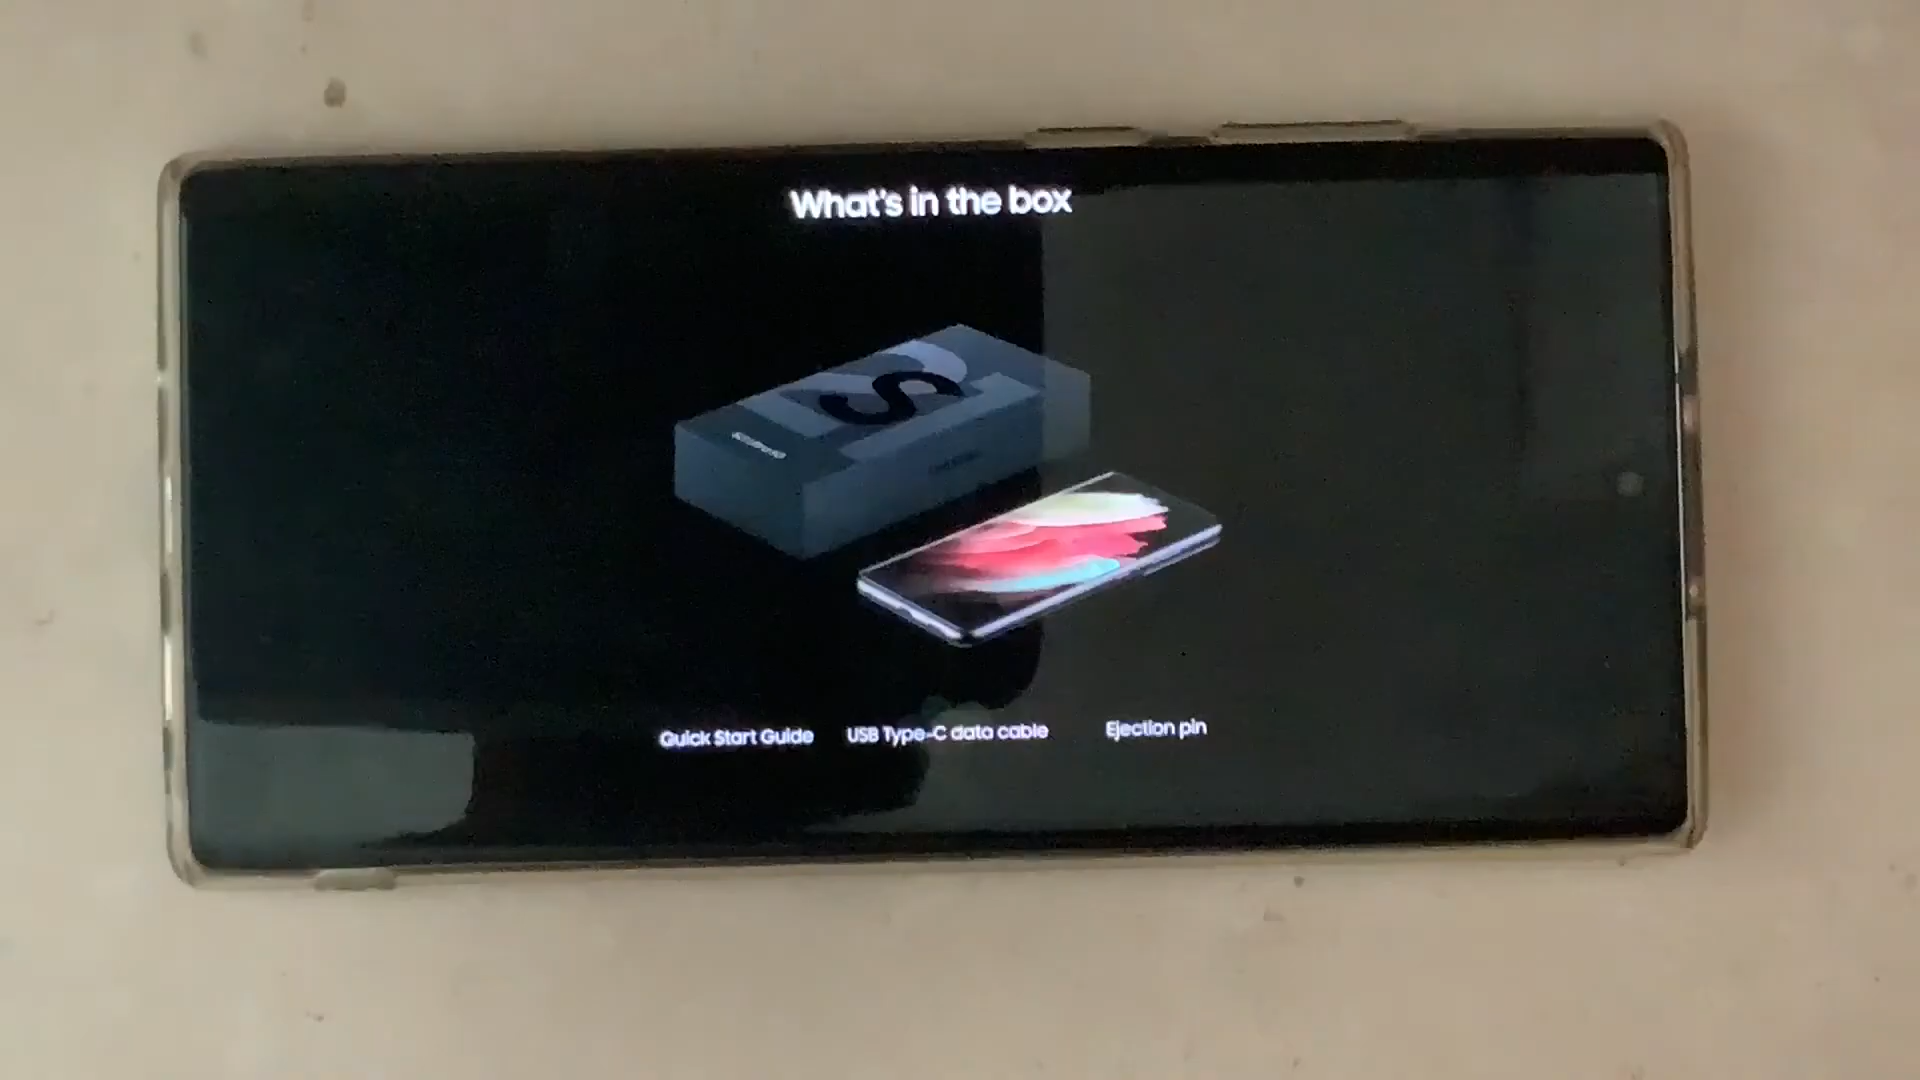 What's in the box
S
Quick Start Guide USB Type-C data cable Ejection pin